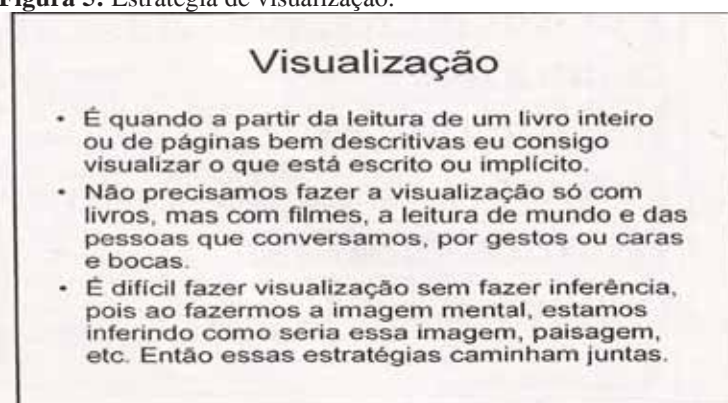 Figura 3: Estratégia de visualização.
Visualização
• É quando a partir da leitura de um livro inteiro
ou de páginas bem descritivas eu consigo
visualizar o que está escrito ou implícito.
• Não precisamos fazer a visualização só com
livros, mas com filmes, a leitura de mundo e das
pessoas que conversamos, por gestos ou caras
e bocas.
• É difícil fazer visualização sem fazer inferência,
pois ao fazermos a imagem mental, estamos
inferindo como seria essa imagem, paisagem,
etc. Então essas estratégias caminham juntas.